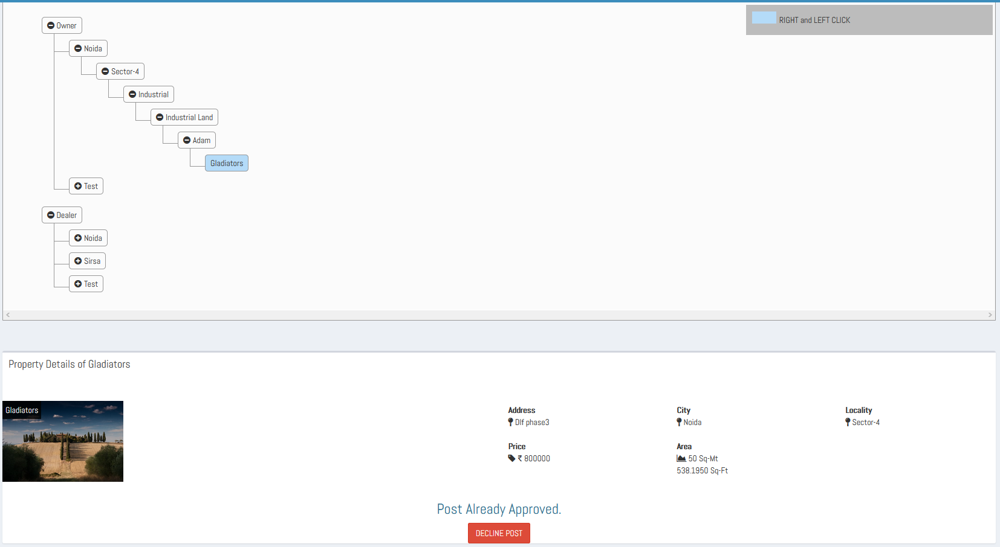 RIGHT and LEFT CLICK
Owner
Noida
Sector-4
Industrial
Industrial Land
Adam
Gladiators
Test
Dealer
Noida
Sirsa
Test
Property Details of Gladiators
Gladiators
Address
Dlf phase3
City
Noida
Locality
Sector-4
Price
₹ 800000
Area
50 Sq-Mt
538.1950 Sq-Ft
Post Already Approved.
DECLINE POST